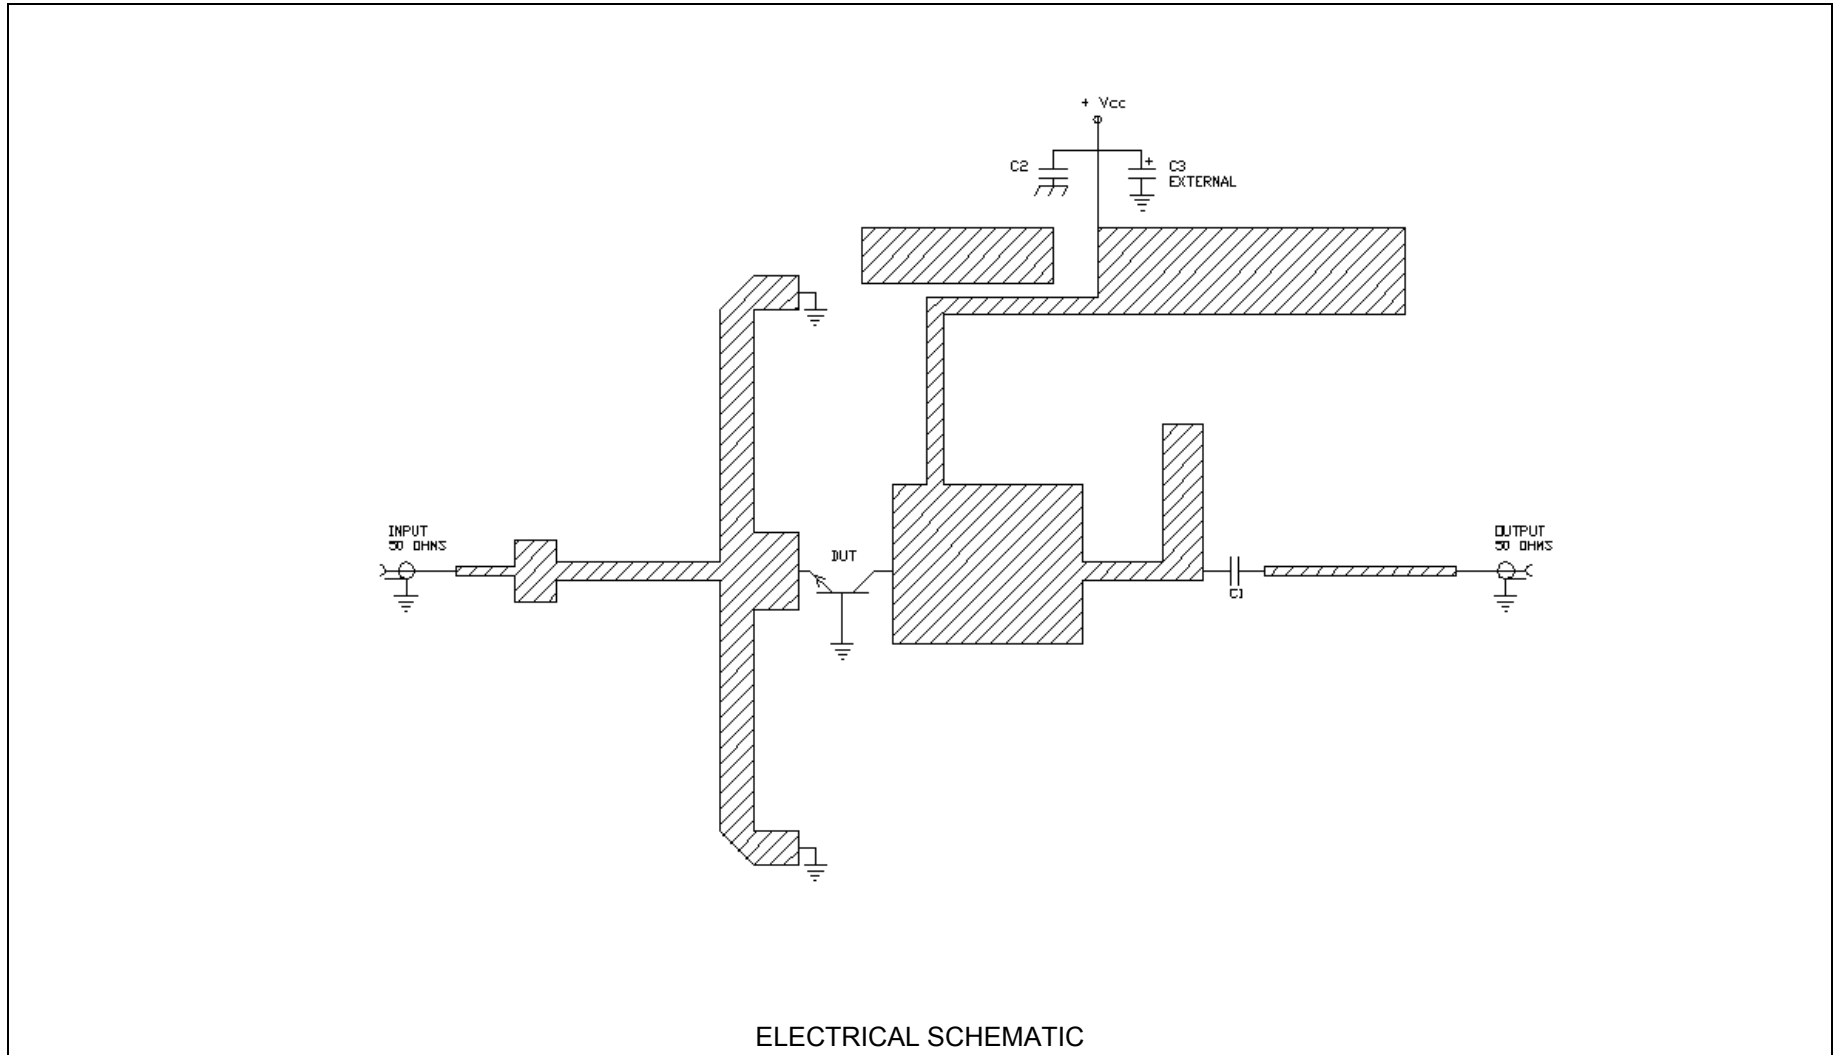 + Vcc
C2
C3
EXTERNAL
INPUT
50 OHMS
DUT
OUTPUT
50 OHMS
C1
ELECTRICAL SCHEMATIC